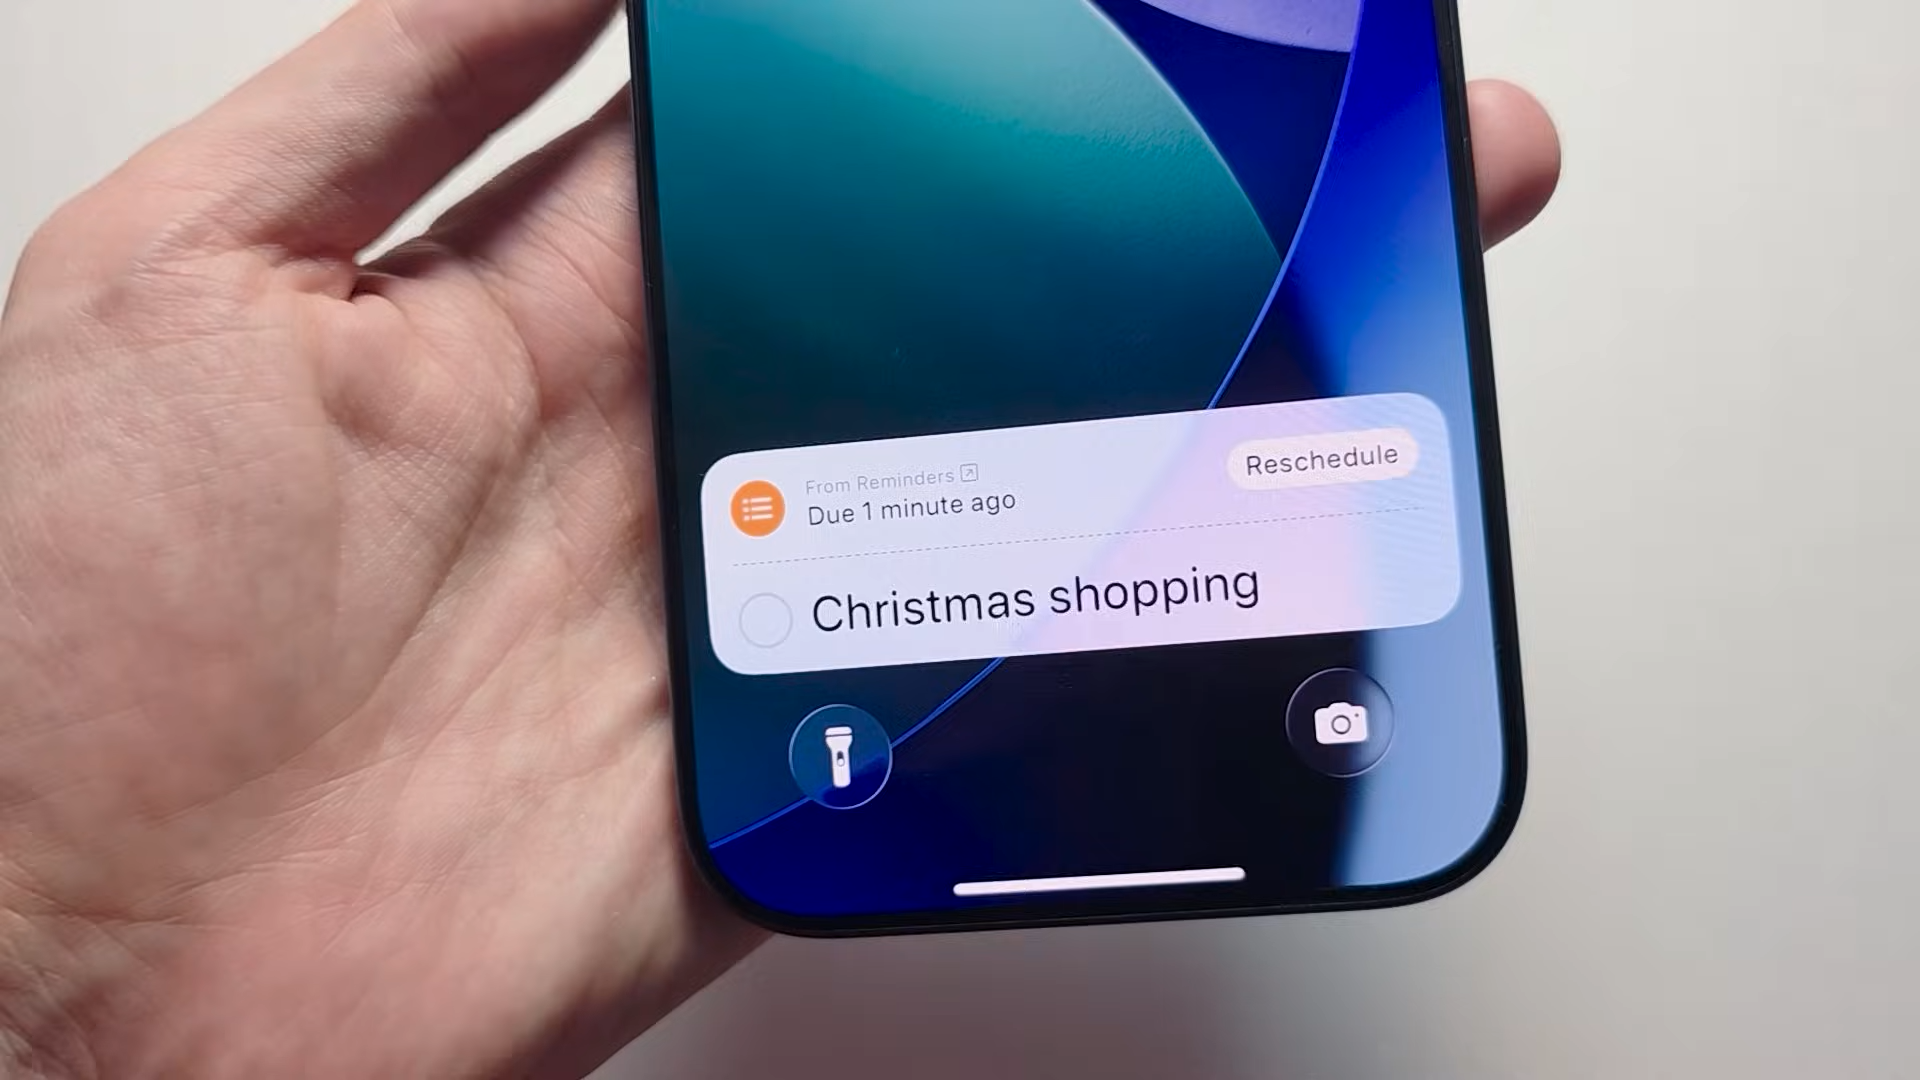 From Reminders
Due 1 minute ago
Reschedule
Christmas shopping